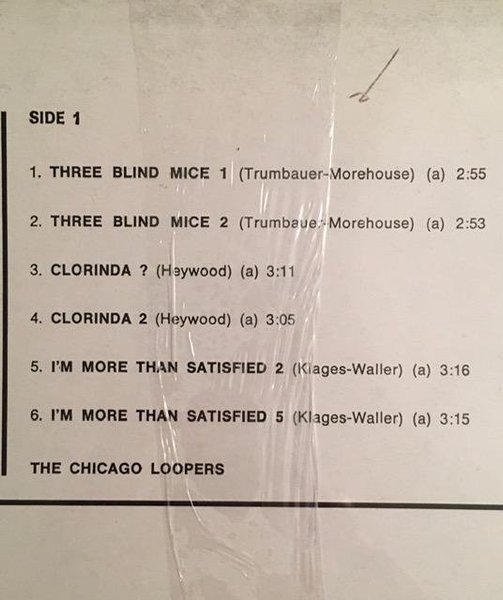 SIDE 1
1. THREE BLIND MICE 1 (Trumbauer-Morehouse) (a) 2:55
2. THREE BLIND MICE 2 (Trumbauer-Morehouse) (a) 2:53
3. CLORINDA ? (Heywood) (a) 3:11
4. CLORINDA 2 (Heywood) (a) 3:05
5. I'M MORE THAN SATISFIED 2 (Klages-Waller) (a) 3:16
6. I'M MORE THAN SATISFIED 5 (Klages-Waller) (a) 3:15
THE CHICAGO LOOPERS